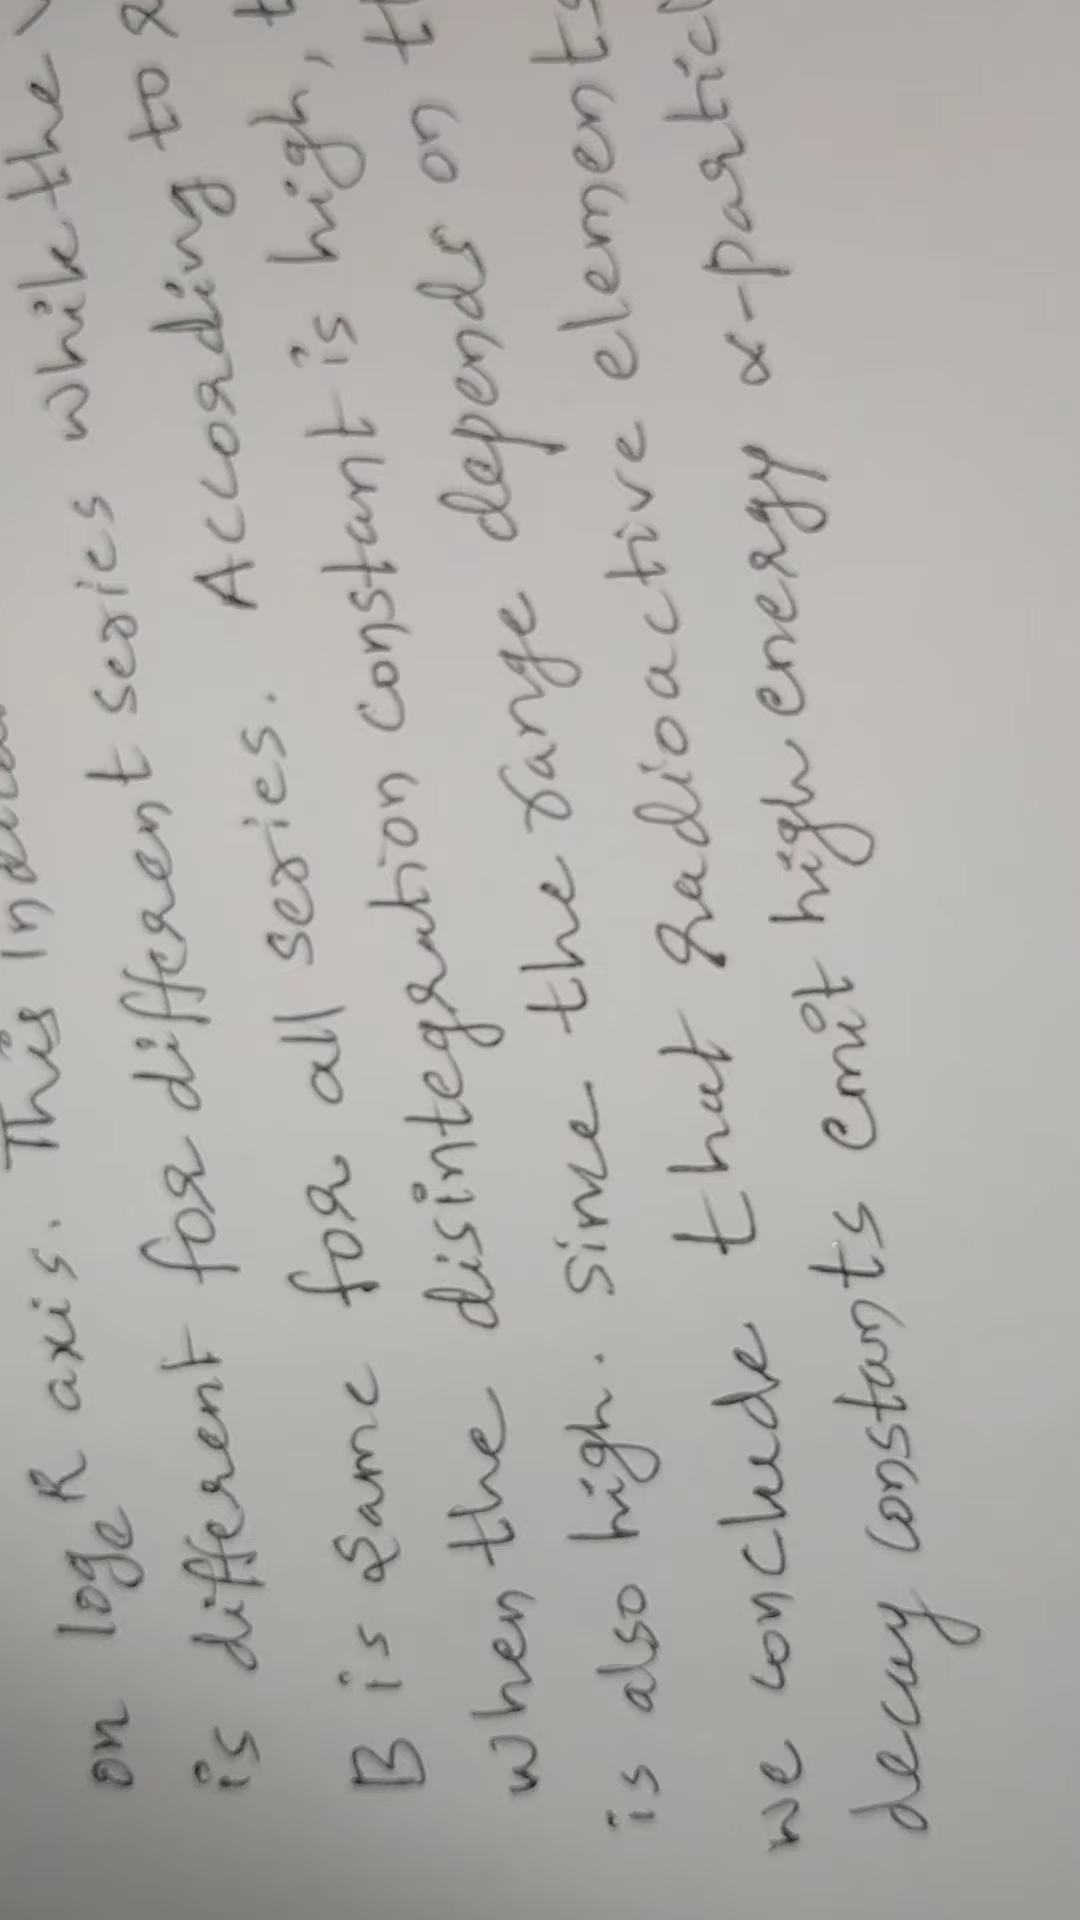 on logeR axis. This while the
is different for different series According to
B is same for all series. is high,
when the disintegration constant depends on
is also high. Since the range elements
we conclude that radioactive α-partic
decay constants emit high energy